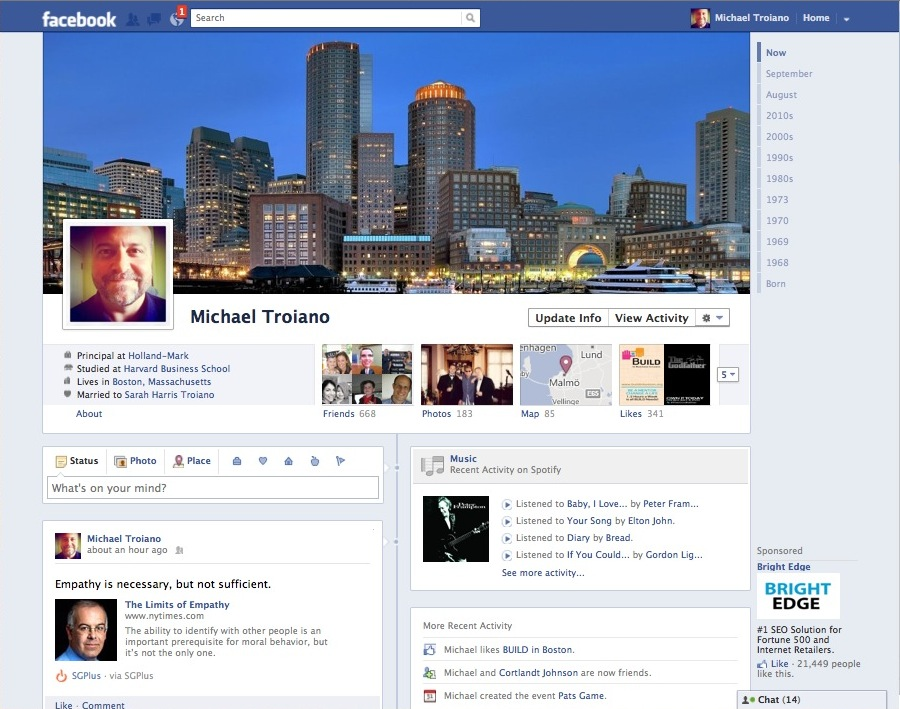 facebook
1
Search
Michael Troiano
Home
Now
September
August
2010s
2000s
1990s
1980s
1973
1970
1969
1968
Born
Michael Troiano
Update Info
View Activity
Principal at Holland-Mark
Studied at Harvard Business School
Lives in Boston, Massachusetts
Married to Sarah Harris Troiano
About
Friends 668
Photos 183
enhagen
Lund
Malmö
Vellinge
E65
Map 85
BUILD
The Godfather
Likes 341
5
Status
Photo
Place
What's on your mind?
Michael Troiano
about an hour ago
Empathy is necessary, but not sufficient.
The Limits of Empathy
www.nytimes.com
The ability to identify with other people is an
important prerequisite for moral behavior, but
it's not the only one.
SGPlus · via SGPlus
Like · Comment
Music
Recent Activity on Spotify
Listened to Baby, I Love... by Peter Fram...
Listened to Your Song by Elton John.
Listened to Diary by Bread.
Listened to If You Could... by Gordon Lig...
See more activity...
More Recent Activity
Michael likes BUILD in Boston.
Michael and Cortlandt Johnson are now friends.
31
Michael created the event Pats Game.
Sponsored
Bright Edge
BRIGHT
EDGE
#1 SEO Solution for
Fortune 500 and
Internet Retailers.
Like · 21,449 people
like this.
Chat (14)